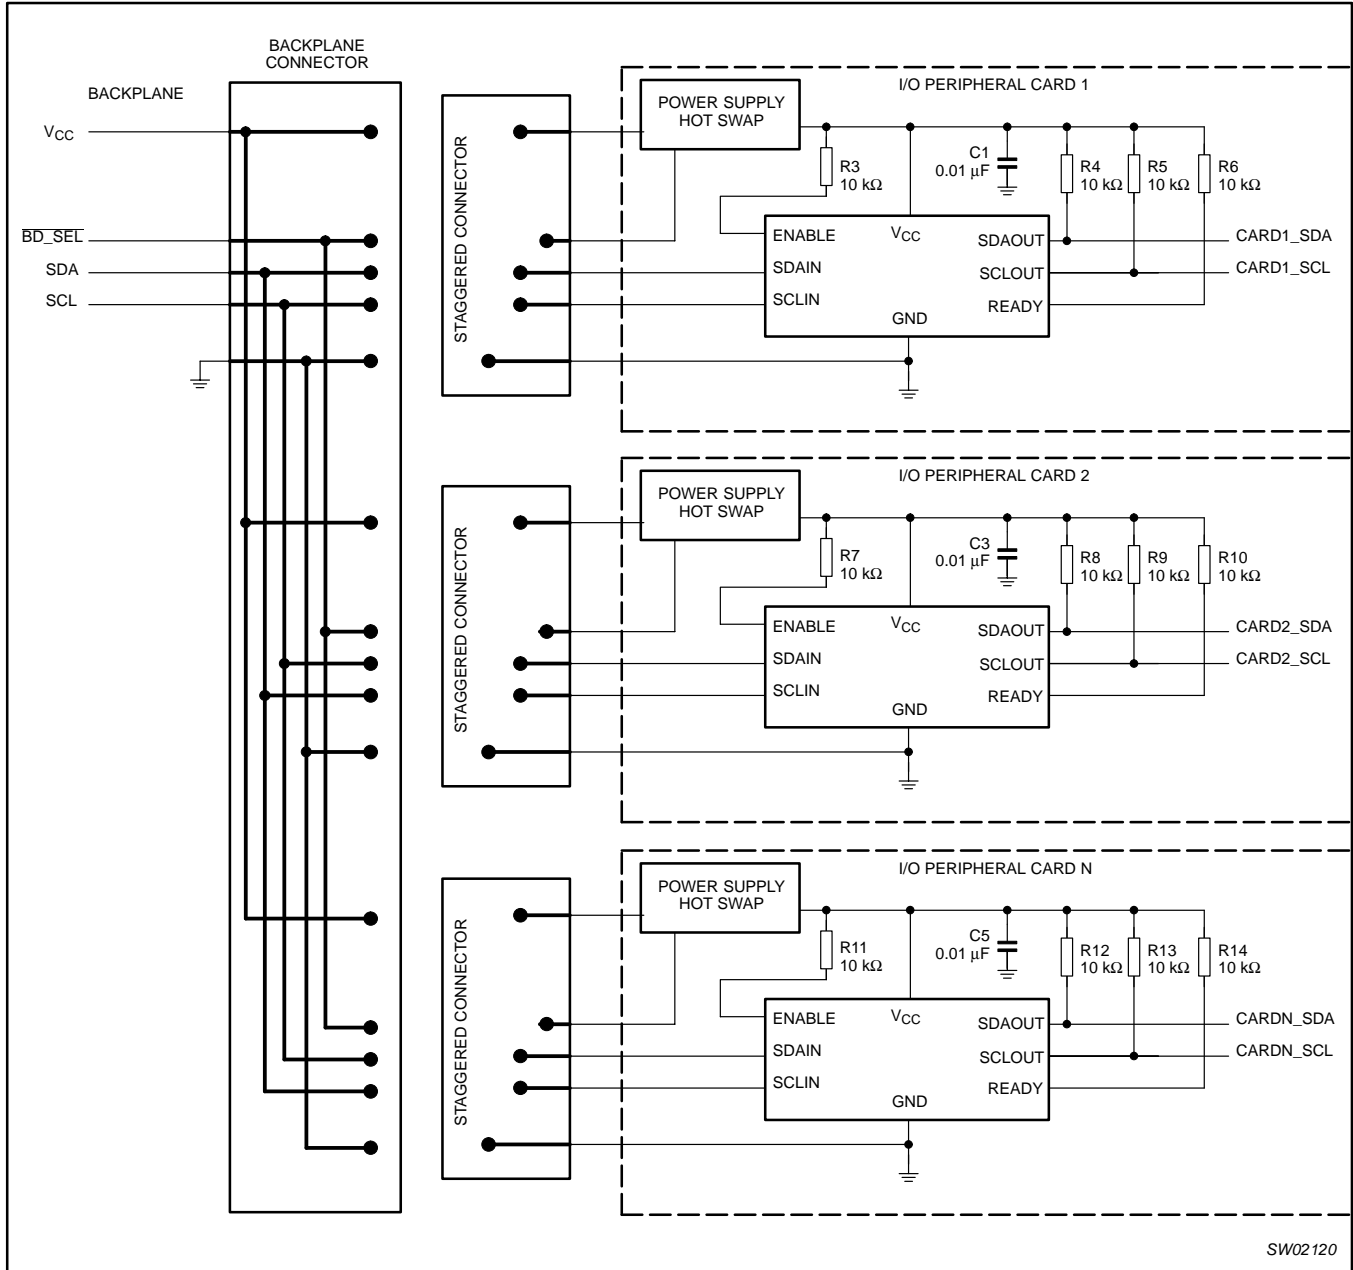 BACKPLANE
CONNECTOR
BACKPLANE
VCC
BD_SEL
SDA
SCL
STAGGERED CONNECTOR
I/O PERIPHERAL CARD 1
POWER SUPPLY
HOT SWAP
R3
10 kΩ
C1
0.01 μF
R4
10 kΩ
R5
10 kΩ
R6
10 kΩ
ENABLE
VCC
SDAOUT
CARD1_SDA
SDAIN
SCLOUT
CARD1_SCL
SCLIN
READY
GND
STAGGERED CONNECTOR
I/O PERIPHERAL CARD 2
POWER SUPPLY
HOT SWAP
R7
10 kΩ
C3
0.01 μF
R8
10 kΩ
R9
10 kΩ
R10
10 kΩ
ENABLE
VCC
SDAOUT
CARD2_SDA
SDAIN
SCLOUT
CARD2_SCL
SCLIN
READY
GND
STAGGERED CONNECTOR
I/O PERIPHERAL CARD N
POWER SUPPLY
HOT SWAP
R11
10 kΩ
C5
0.01 μF
R12
10 kΩ
R13
10 kΩ
R14
10 kΩ
ENABLE
VCC
SDAOUT
CARDN_SDA
SDAIN
SCLOUT
CARDN_SCL
SCLIN
READY
GND
SW02120